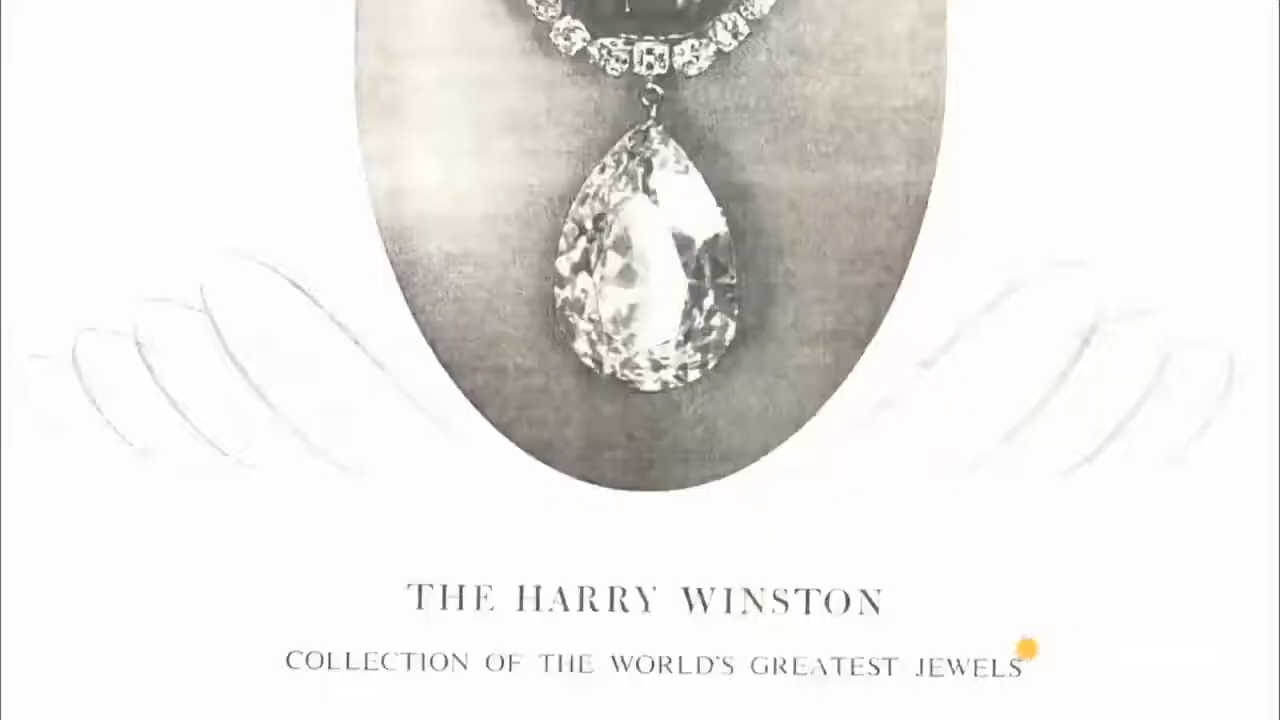 THE HARRY WINSTON
COLLECTION OF THE WORLD'S GREATEST JEWELS